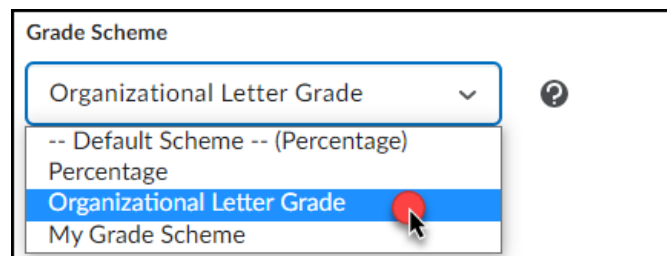 Grade Scheme
Organizational Letter Grade
-- Default Scheme -- (Percentage)
Percentage
Organizational Letter Grade
My Grade Scheme